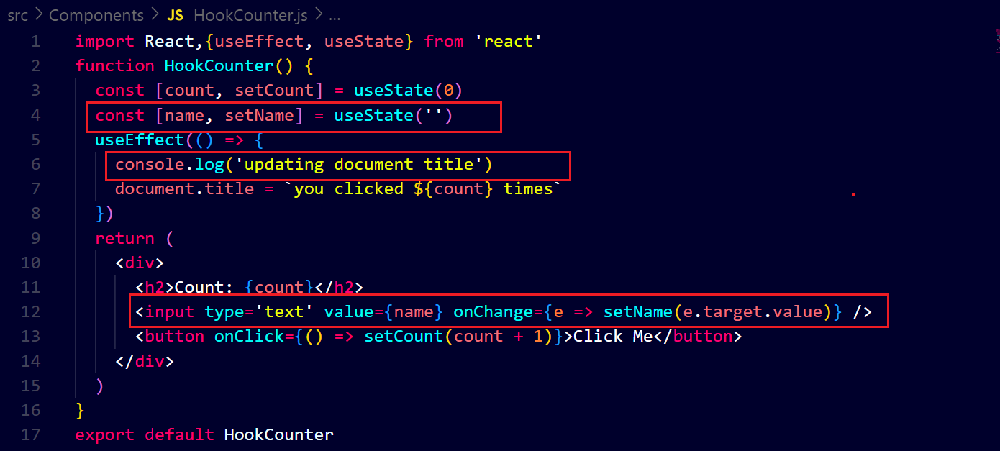 src > Components > JS HookCounter.js > ...
1 import React,{useEffect, useState} from 'react'
2 function HookCounter() {
3 const [count, setCount] = useState(0)
4 const [name, setName] = useState('')
5 useEffect(() => {
6 console.log('updating document title')
7 document.title = `you clicked ${count} times`
8 })
9 return (
10 <div>
11 <h2>Count: {count}</h2>
12 <input type='text' value={name} onChange={e => setName(e.target.value)} />
13 <button onClick={() => setCount(count + 1)}>Click Me</button>
14 </div>
15 )
16 }
17 export default HookCounter